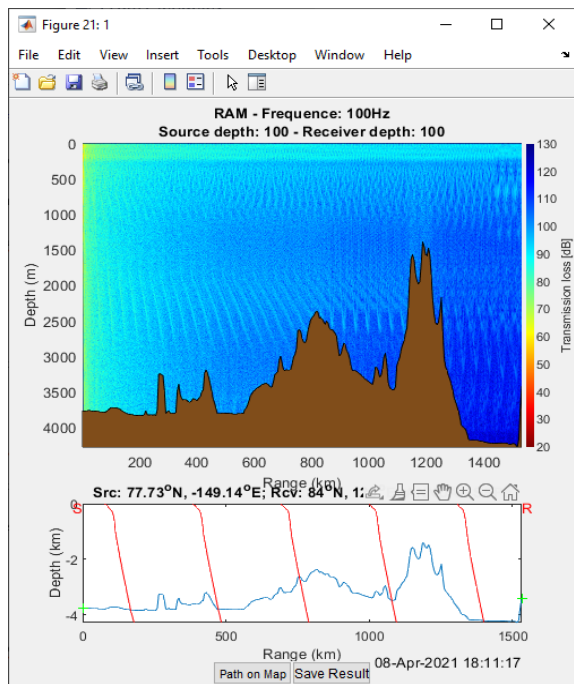 Figure 21: 1
File Edit View Insert Tools Desktop Window Help
RAM - Frequence: 100Hz
Source depth: 100 - Receiver depth: 100
0
500
1000
1500
2000
2500
3000
3500
4000
Depth (m)
200 400 600 800 1000 1200 1400
Range (km)
130
120
110
100
90
80
70
60
50
40
30
20
Transmission loss [dB]
Src: 77.73°N, -149.14°E; Rcv: 84°N, 12
S R
0
-2
-4
Depth (km)
0 500 1000 1500
Range (km)
08-Apr-2021 18:11:17
Path on Map Save Result